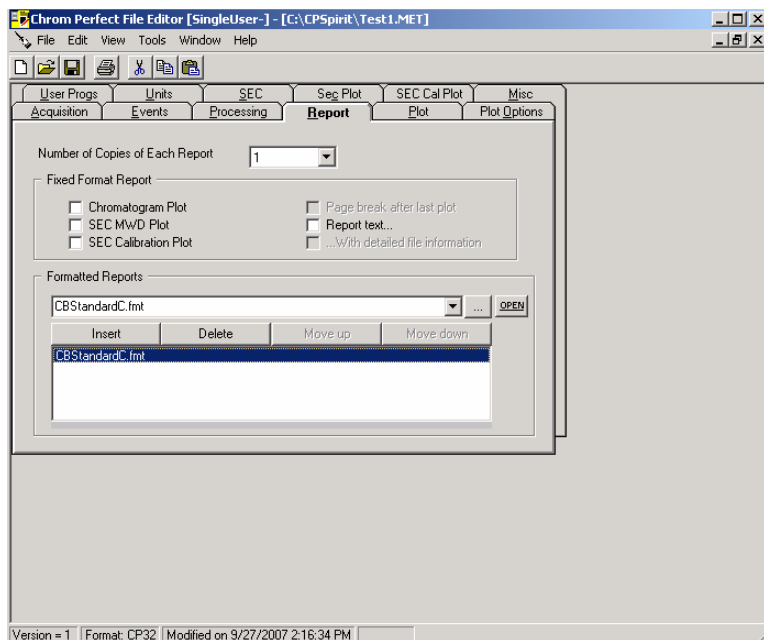 Chrom Perfect File Editor [SingleUser-] - [C:\CPSpirit\Test1.MET]
File Edit View Tools Window Help
User Progs Units SEC Sec Plot SEC Cal Plot Misc
Acquisition Events Processing Report Plot Plot Options
Number of Copies of Each Report 1
Fixed Format Report
Chromatogram Plot Page break after last plot
SEC MWD Plot Report text...
SEC Calibration Plot ...With detailed file information
Formatted Reports
CBStandardC.fmt ... OPEN
Insert Delete Move up Move down
CBStandardC.fmt
Version = 1 Format: CP32 Modified on 9/27/2007 2:16:34 PM